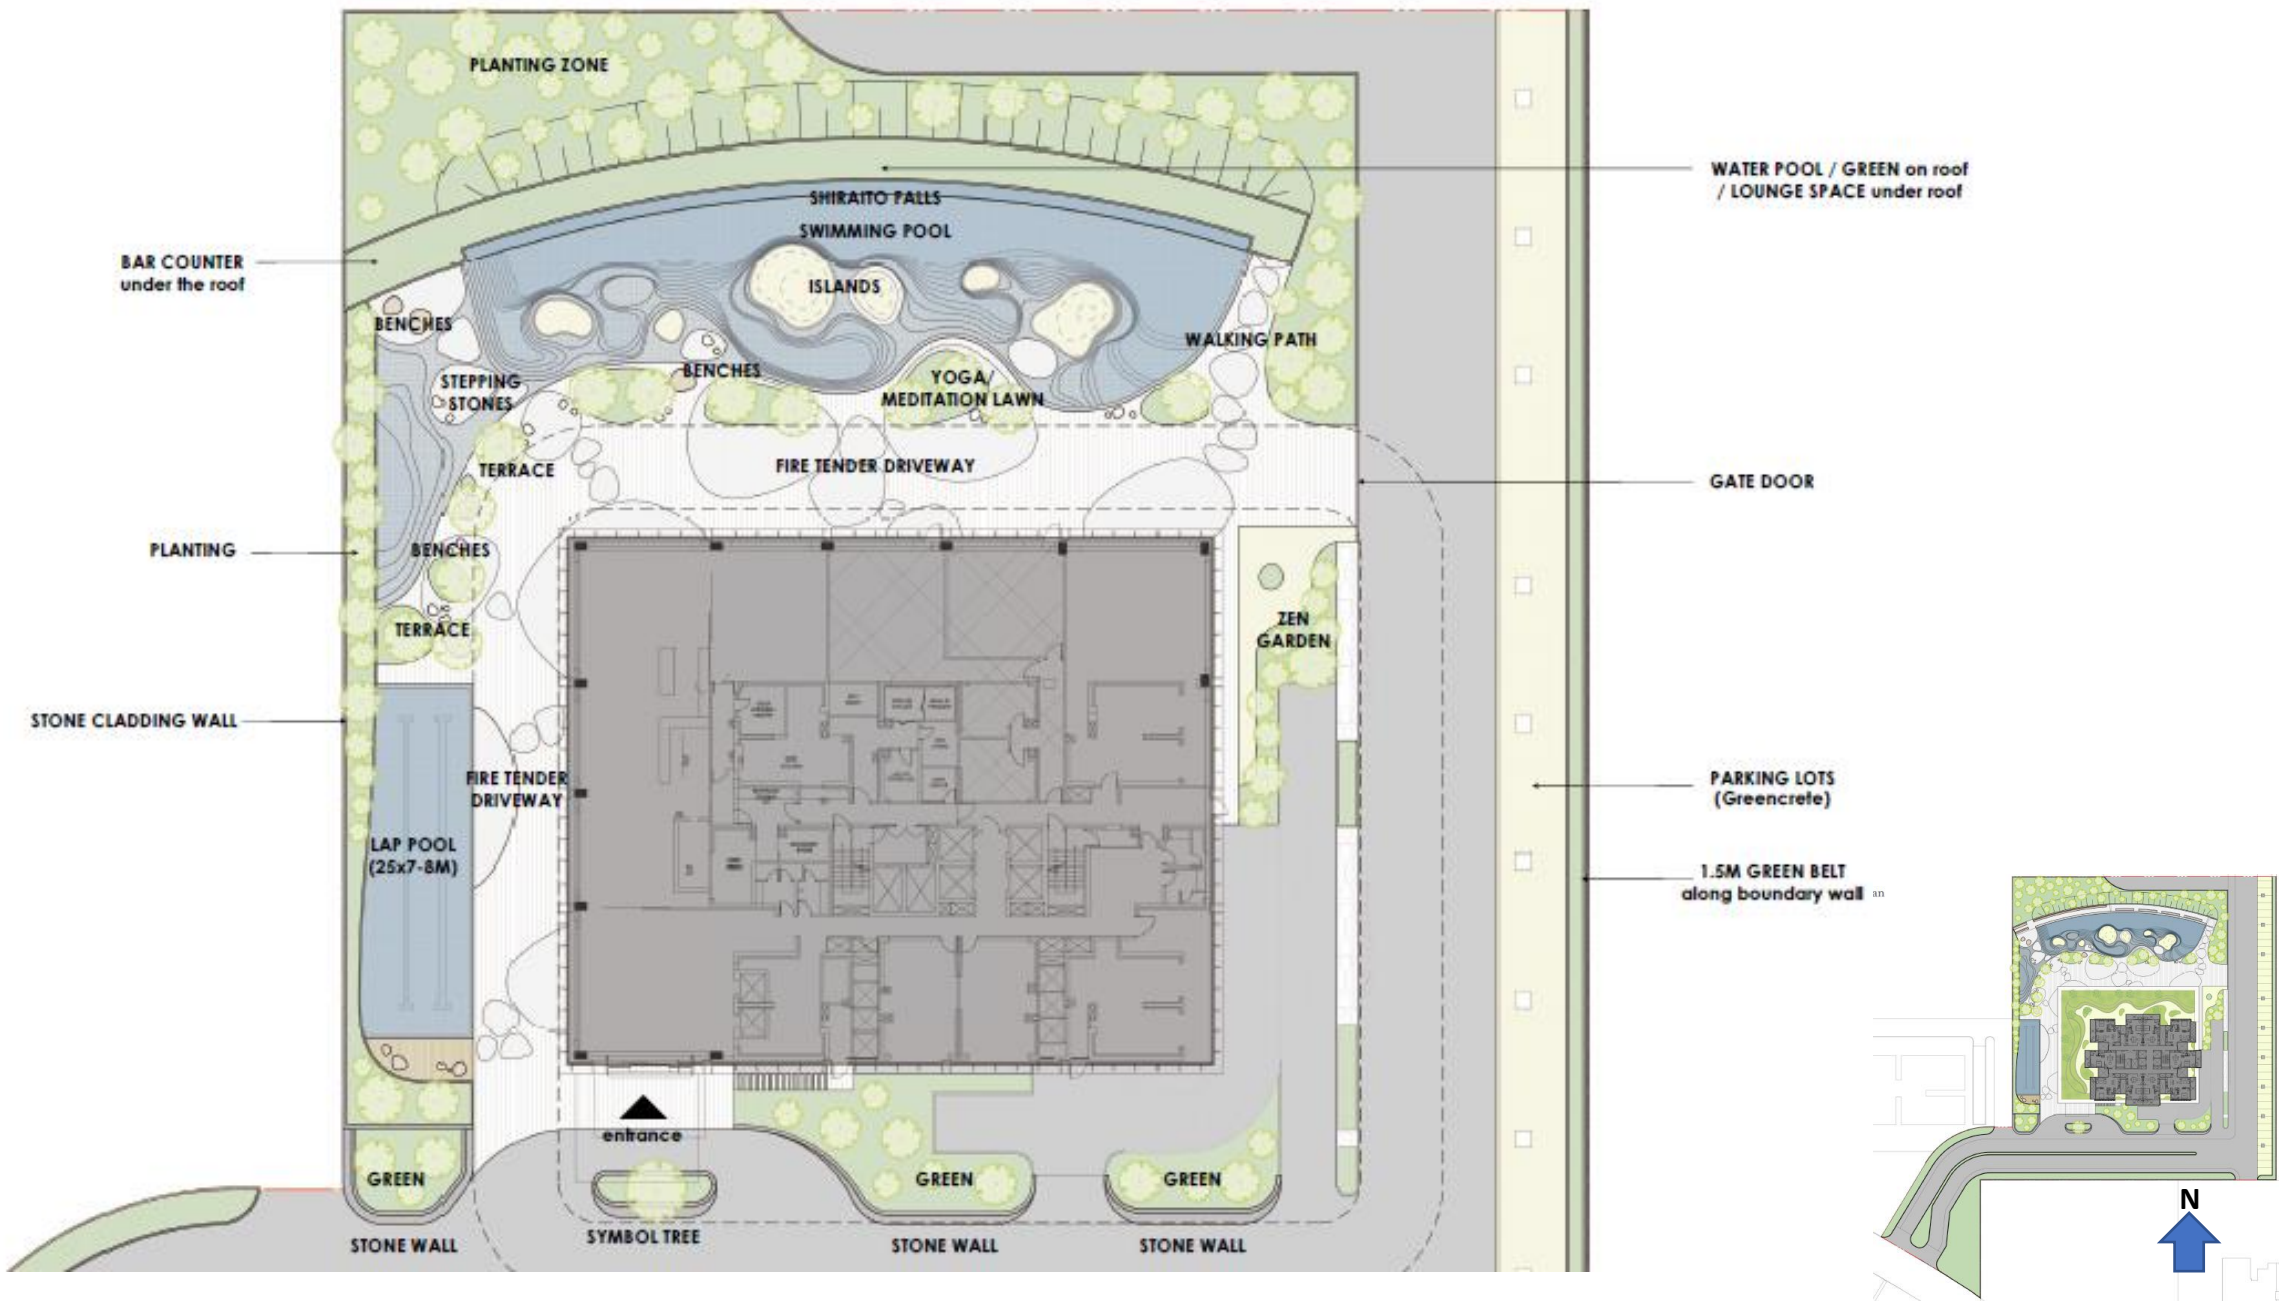 PLANTING ZONE
WATER POOL / GREEN on roof
/ LOUNGE SPACE under roof
SHIRAITO FALLS
SWIMMING POOL
BAR COUNTER
under the roof
ISLANDS
BENCHES
WALKING PATH
BENCHES
STEPPING
STONES
YOGA/
MEDITATION LAWN
TERRACE
FIRE TENDER DRIVEWAY
GATE DOOR
PLANTING
BENCHES
TERRACE
ZEN
GARDEN
STONE CLADDING WALL
FIRE TENDER
DRIVEWAY
PARKING LOTS
(Greencrete)
LAP POOL
(25x7-8M)
1.5M GREEN BELT
along boundary wall
an
entrance
GREEN
GREEN
GREEN
STONE WALL
SYMBOL TREE
STONE WALL
STONE WALL
N